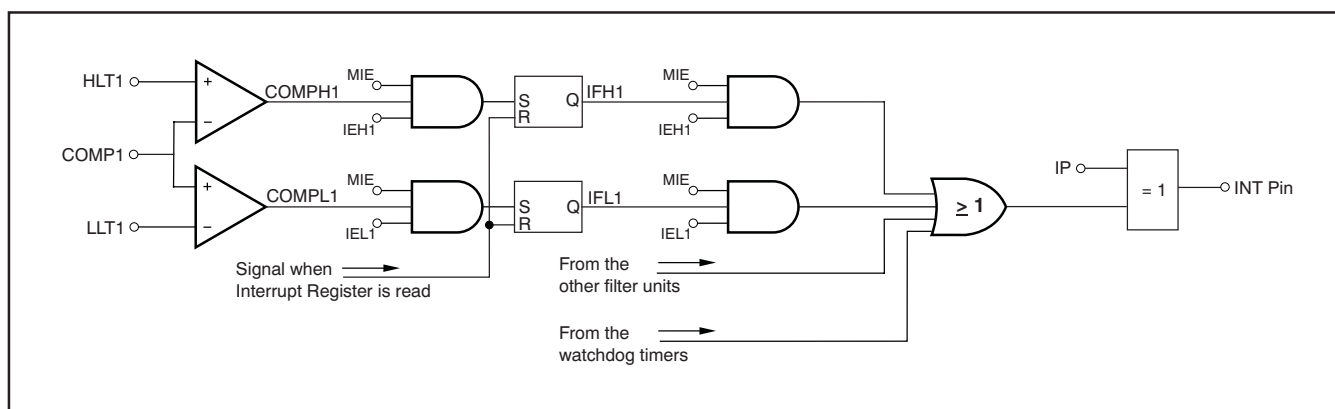 HLT1
COMP1
LLT1
+
−
+
−
COMPH1
COMPL1
MIE
IEH1
MIE
IEL1
S
R
Q
S
R
Q
IFH1
IFL1
MIE
IEH1
MIE
IEL1
Signal when
Interrupt Register is read
From the
other filter units
From the
watchdog timers
≥ 1
IP
= 1
INT Pin